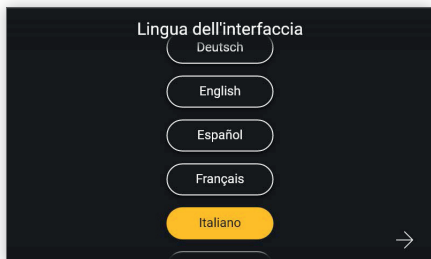 Lingua dell'interfaccia
Deutsch
English
Español
Français
Italiano